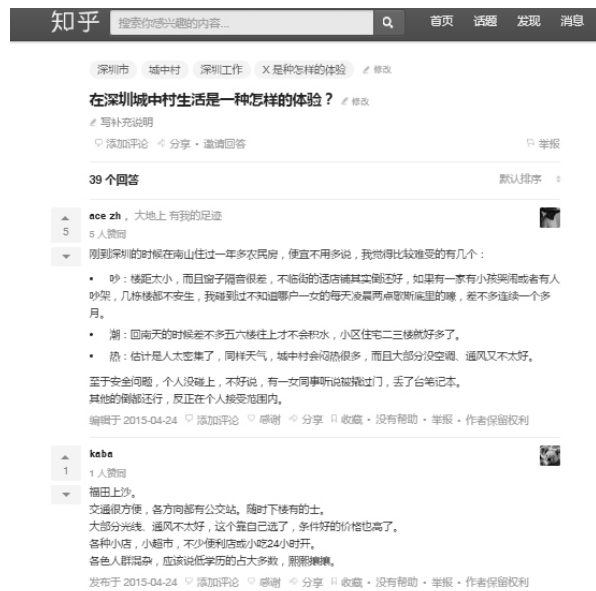 知乎
搜索你感兴趣的内容...
首页 话题 发现 消息
深圳市 城中村 深圳工作 X 是种怎样的体验 修改
在深圳城中村生活是一种怎样的体验？ 修改
写补充说明
添加评论 分享 • 邀请回答 举报
39 个回答 默认排序
ace zh，大地上 有我的足迹
5
5 人赞同
刚到深圳的时候在南山住过一年多农民房，便宜不用多说，我觉得比较难受的有几个：
• 吵：楼距太小，而且窗子隔音很差，不临街的话店铺其实倒还好，如果有一家有小孩哭闹或者有人
吵架，几栋楼都不安生，我碰到过不知道哪户一女的每天凌晨两点歇斯底里的嚎，差不多连续一个多
月。
• 潮：回南天的时候差不多五六楼往上才不会积水，小区住宅二三楼就好多了。
• 热：估计是人太密集了，同样天气，城中村会闷热很多，而且大部分没空调、通风又不太好。
至于安全问题，个人没碰上，不好说，有一女同事听说被撬过门，丢了台笔记本。
其他的倒都还行，反正在个人接受范围内。
编辑于 2015-04-24 添加评论 感谢 分享 收藏 • 没有帮助 • 举报 • 作者保留权利
kaba
1
1 人赞同
福田上沙。
交通很方便，各方向都有公交站。随时下楼有的士。
大部分光线、通风不太好，这个靠自己选了，条件好的价格也高了。
各种小店，小超市，不少便利店或小吃24小时开。
各色人群混杂，应该说低学历的占大多数，熙熙攘攘。
发布于 2015-04-24 添加评论 感谢 分享 收藏 • 没有帮助 • 举报 • 作者保留权利